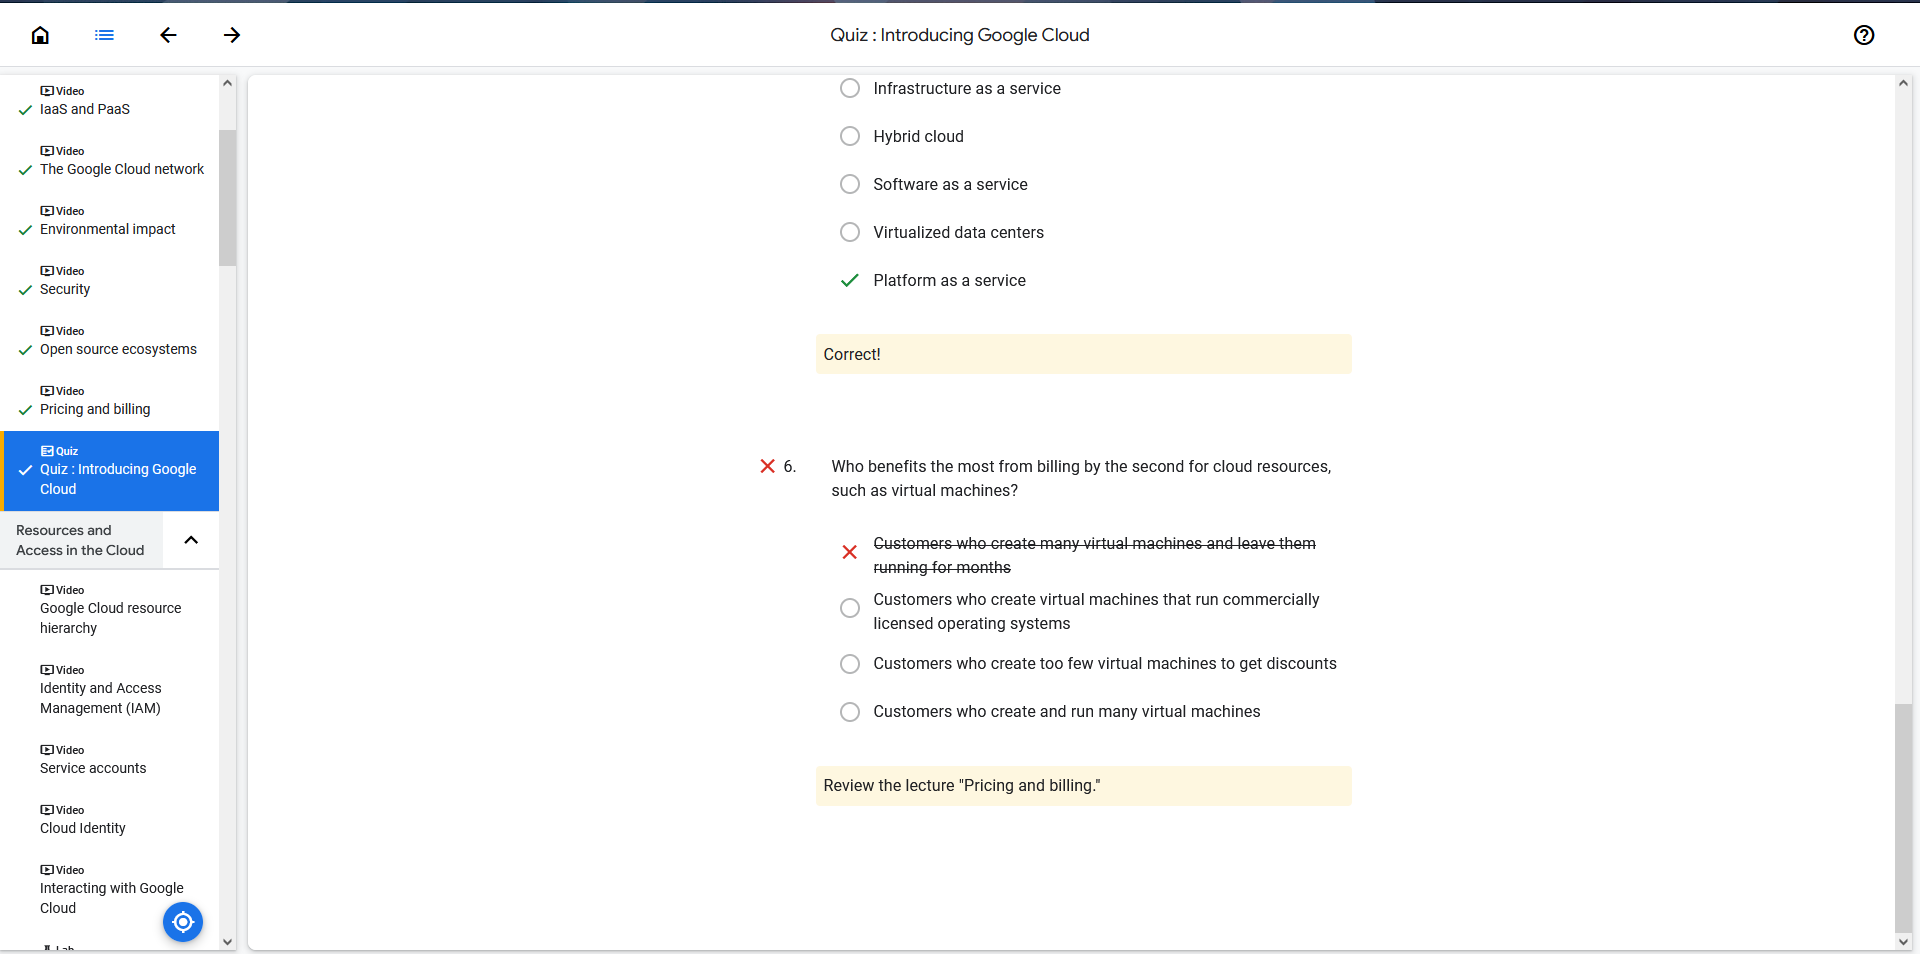 Quiz : Introducing Google Cloud
Video
IaaS and PaaS
Video
The Google Cloud network
Video
Environmental impact
Video
Security
Video
Open source ecosystems
Video
Pricing and billing
Quiz
Quiz : Introducing Google
Cloud
Resources and
Access in the Cloud
Video
Google Cloud resource
hierarchy
Video
Identity and Access
Management (IAM)
Video
Service accounts
Video
Cloud Identity
Video
Interacting with Google
Cloud
Lab
Infrastructure as a service
Hybrid cloud
Software as a service
Virtualized data centers
Platform as a service
Correct!
6. Who benefits the most from billing by the second for cloud resources,
such as virtual machines?
Customers who create many virtual machines and leave them
running for months
Customers who create virtual machines that run commercially
licensed operating systems
Customers who create too few virtual machines to get discounts
Customers who create and run many virtual machines
Review the lecture "Pricing and billing."